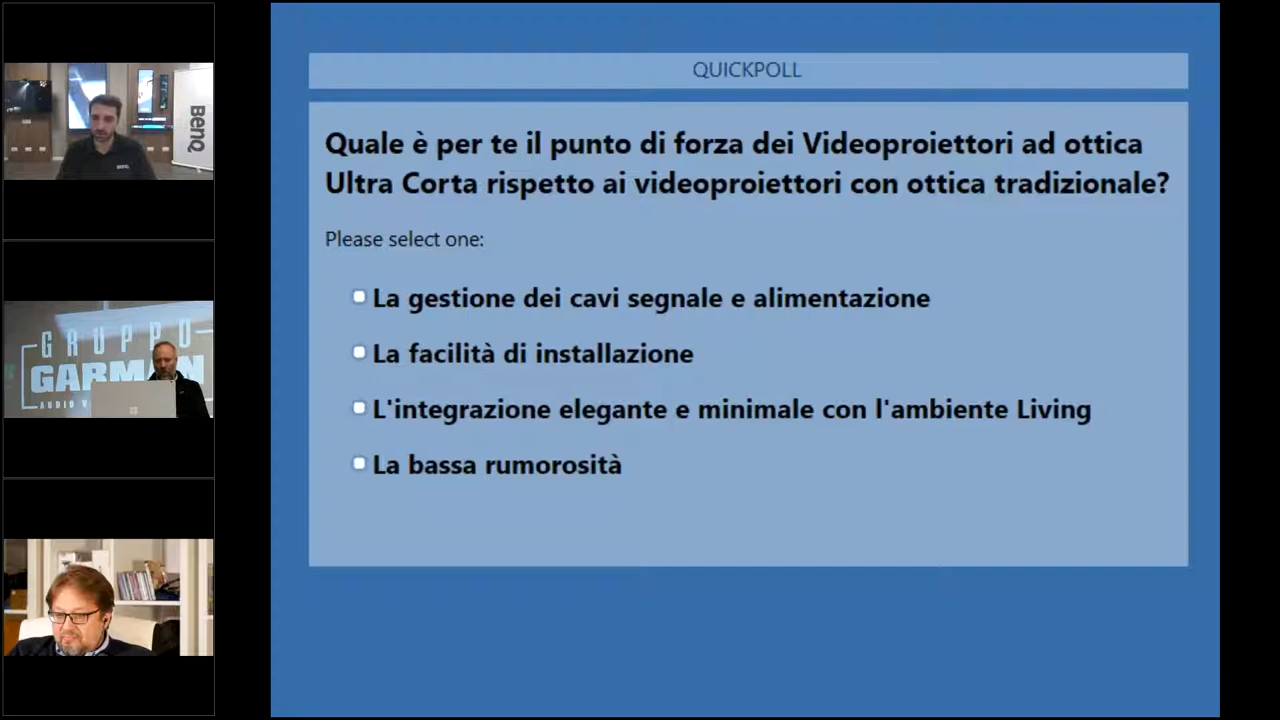 BenQ
BenQ
GRUPPO
GARMAN
AUDIO V
QUICKPOLL
Quale è per te il punto di forza dei Videoproiettori ad ottica
Ultra Corta rispetto ai videoproiettori con ottica tradizionale?
Please select one:
La gestione dei cavi segnale e alimentazione
La facilità di installazione
L'integrazione elegante e minimale con l'ambiente Living
La bassa rumorosità